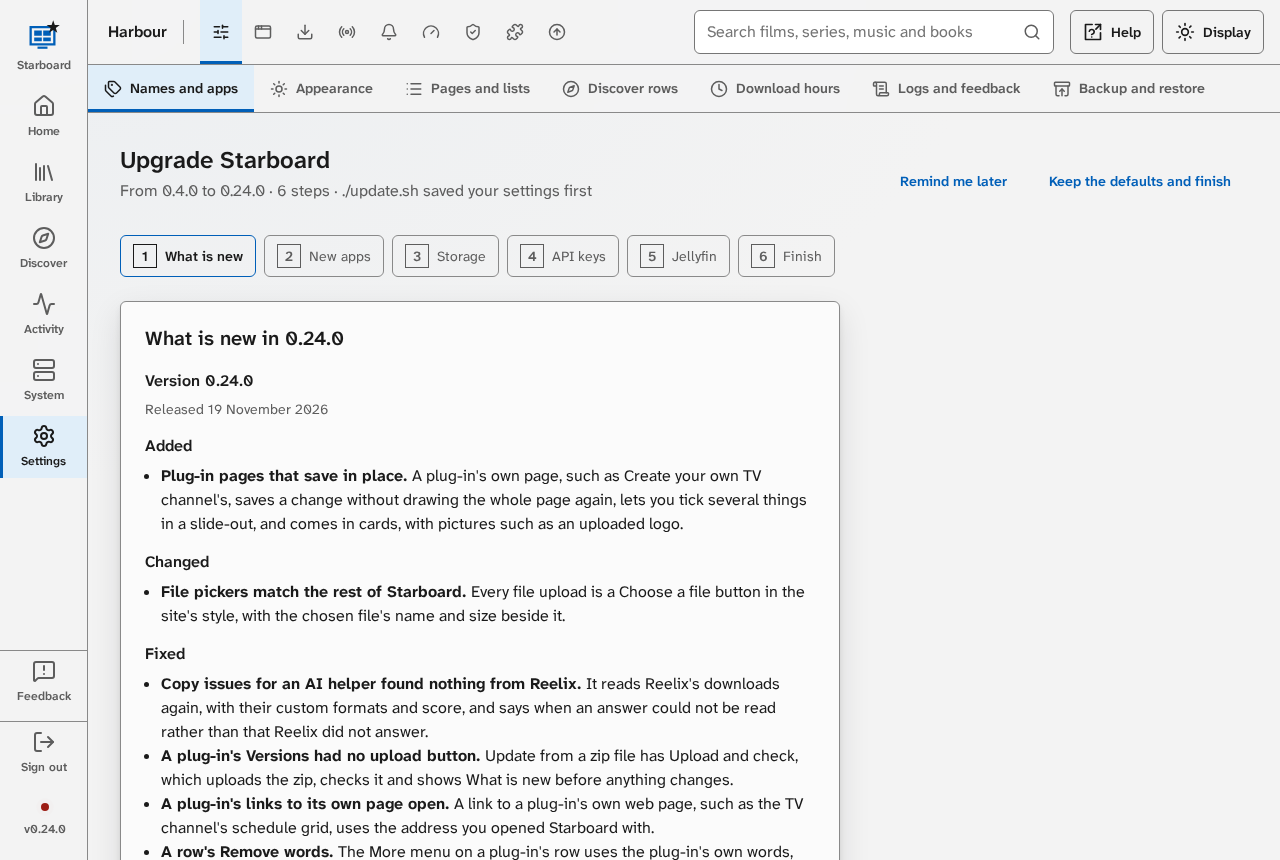 Starboard
Home
Library
Discover
Activity
System
Settings
Feedback
Sign out
v0.24.0
Harbour
Search films, series, music and books
Help
Display
Names and apps
Appearance
Pages and lists
Discover rows
Download hours
Logs and feedback
Backup and restore
Upgrade Starboard
From 0.4.0 to 0.24.0 · 6 steps · ./update.sh saved your settings first
Remind me later
Keep the defaults and finish
1 What is new
2 New apps
3 Storage
4 API keys
5 Jellyfin
6 Finish
What is new in 0.24.0
Version 0.24.0
Released 19 November 2026
Added
• Plug-in pages that save in place. A plug-in's own page, such as Create your own TV
channel's, saves a change without drawing the whole page again, lets you tick several things
in a slide-out, and comes in cards, with pictures such as an uploaded logo.
Changed
• File pickers match the rest of Starboard. Every file upload is a Choose a file button in the
site's style, with the chosen file's name and size beside it.
Fixed
• Copy issues for an AI helper found nothing from Reelix. It reads Reelix's downloads
again, with their custom formats and score, and says when an answer could not be read
rather than that Reelix did not answer.
• A plug-in's Versions had no upload button. Update from a zip file has Upload and check,
which uploads the zip, checks it and shows What is new before anything changes.
• A plug-in's links to its own page open. A link to a plug-in's own web page, such as the TV
channel's schedule grid, uses the address you opened Starboard with.
• A row's Remove words. The More menu on a plug-in's row uses the plug-in's own words,